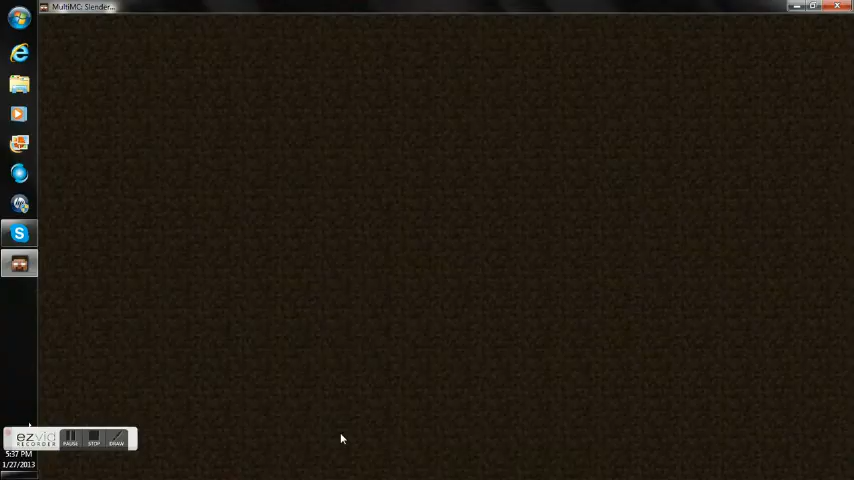 MultiMC: Slender...
ezvid
RECORDER
PAUSE
STOP
DRAW
5:37 PM
1/27/2013